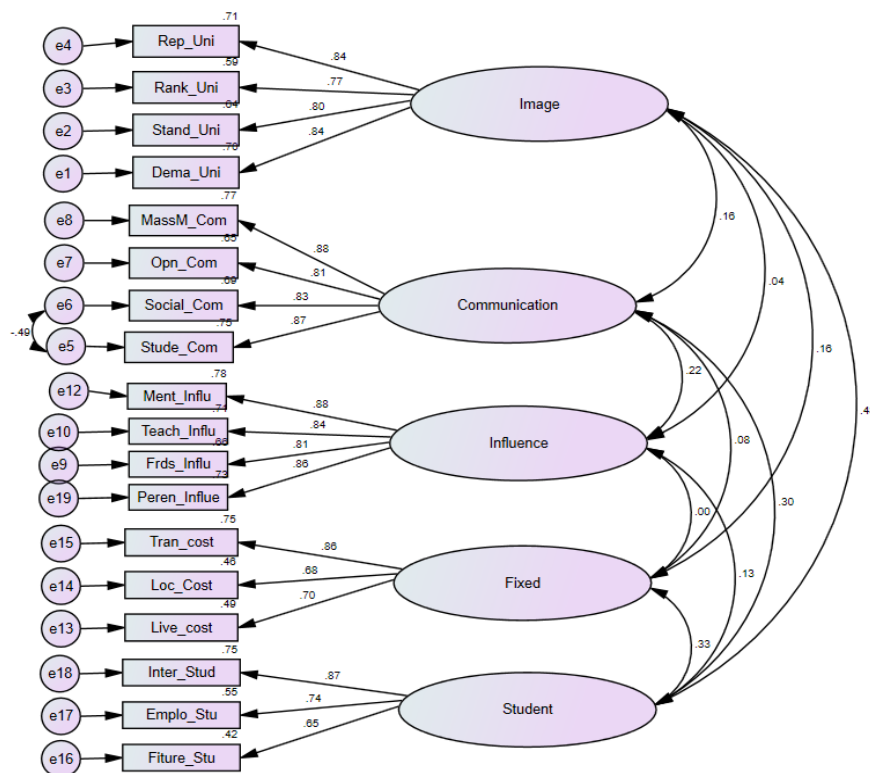 .71
e4
Rep_Uni
.84
.59
e3
Rank_Uni
.77
Image
.64
e2
Stand_Uni
.80
.70
e1
Dema_Uni
.84
.77
e8
MassM_Com
.88
.16
.65
e7
Opn_Com
.81
.69
e6
Social_Com
.83
Communication
.04
-.49
.75
e5
Stude_Com
.87
.16
.78
e12
Ment_Influ
.88
.22
.4
.71
e10
Teach_Influ
.84
Influence
.66
e9
Frds_Influ
.81
.08
.73
e19
Peren_Influe
.86
.00
.30
.75
e15
Tran_cost
.86
.46
e14
Loc_Cost
.68
Fixed
.13
.49
e13
Live_cost
.70
.33
.75
e18
Inter_Stud
.87
.55
e17
Emplo_Stu
.74
Student
.42
e16
Fiture_Stu
.65